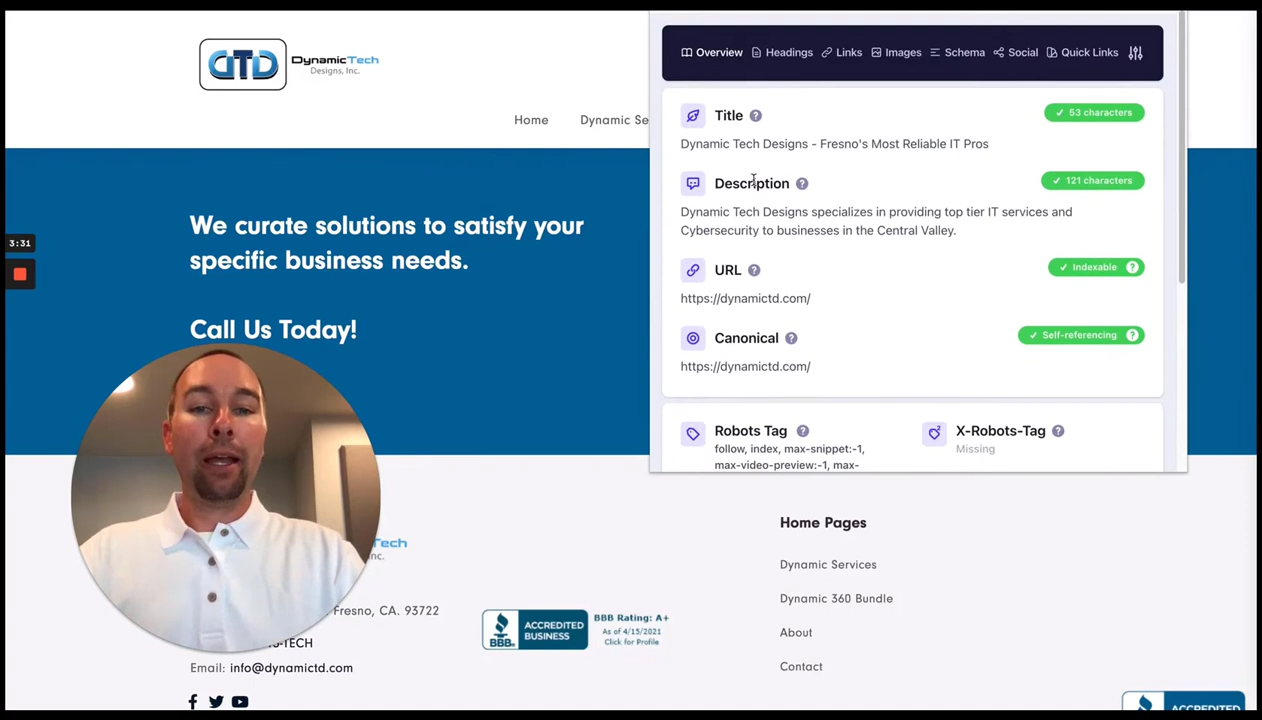 DTD
DynamicTech
Designs, Inc.
Home
Dynamic Se
Overview
Headings
Links
Images
Schema
Social
Quick Links
Title
53 characters
Dynamic Tech Designs - Fresno's Most Reliable IT Pros
Description
121 characters
Dynamic Tech Designs specializes in providing top tier IT services and
Cybersecurity to businesses in the Central Valley.
URL
Indexable
https://dynamictd.com/
Canonical
Self-referencing
https://dynamictd.com/
Robots Tag
X-Robots-Tag
follow, index, max-snippet:-1,
max-video-preview:-1, max-
Missing
We curate solutions to satisfy your
specific business needs.
Call Us Today!
3:31
Tech
nc.
Fresno, CA. 93722
-TECH
Email: info@dynamictd.com
BBB.
ACCREDITED
BUSINESS
BBB Rating: A+
As of 4/15/2021
Click for Profile
Home Pages
Dynamic Services
Dynamic 360 Bundle
About
Contact
ACCREDITED